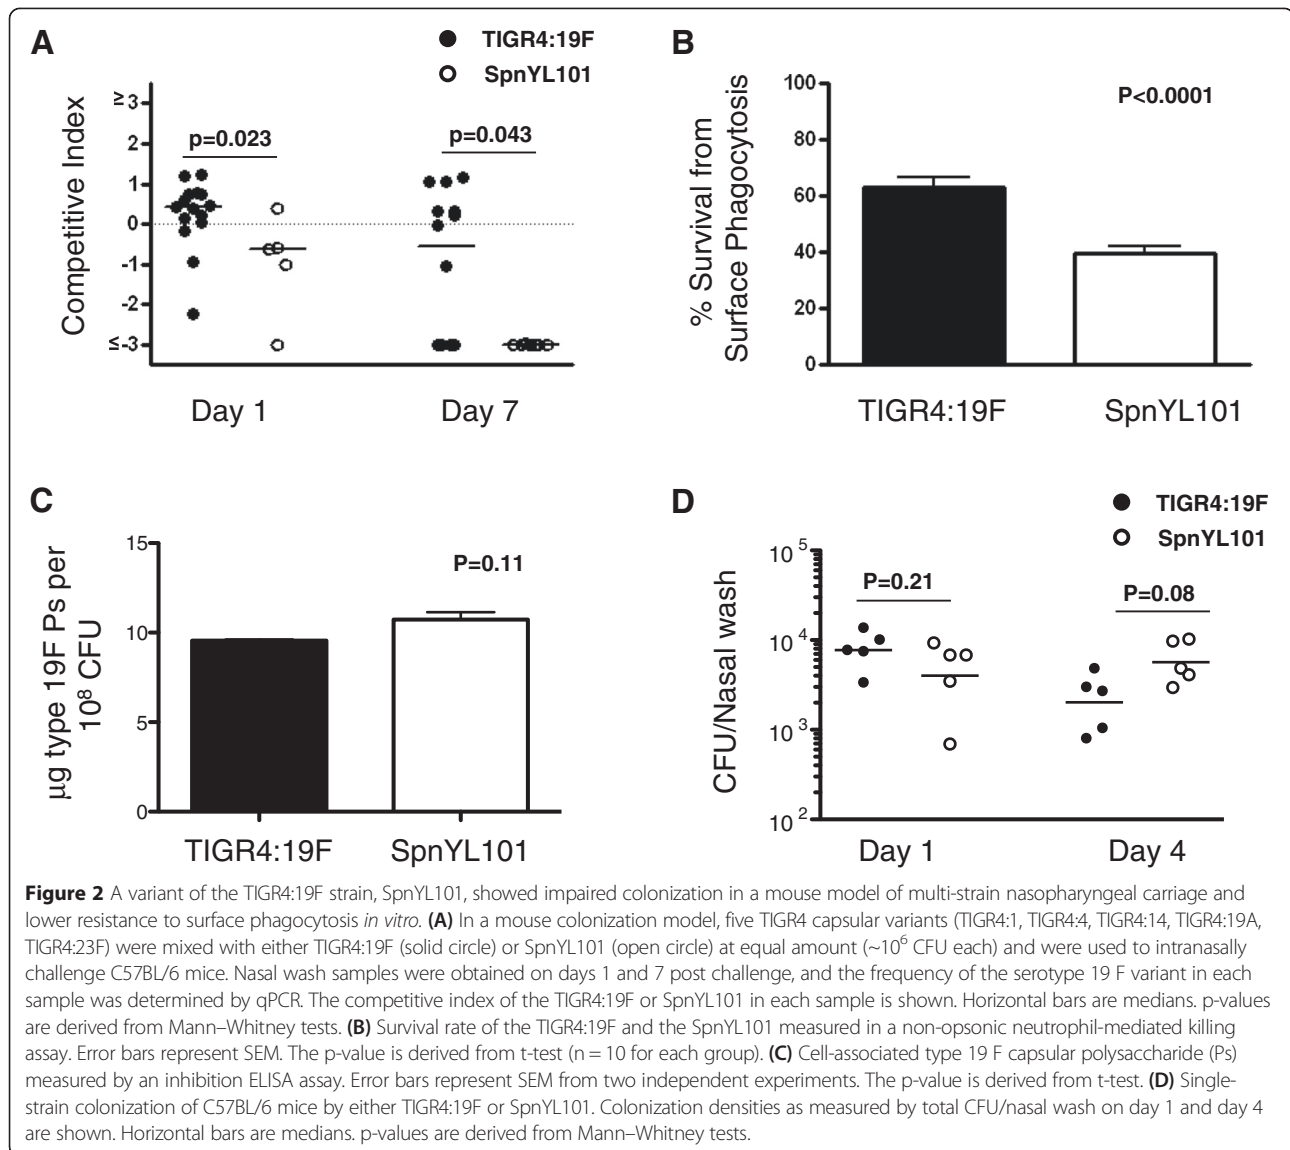 A
TIGR4:19F
SpnYL101
Competitive Index
≥3
2
1
0
-1
-2
≤-3
p=0.023
p=0.043
Day 1
Day 7
B
% Survival from
Surface Phagocytosis
100
80
60
40
20
0
P<0.0001
TIGR4:19F
SpnYL101
C
µg type 19F Ps per
10⁸ CFU
15
10
5
0
P=0.11
TIGR4:19F
SpnYL101
D
TIGR4:19F
SpnYL101
CFU/Nasal wash
10⁵
10⁴
10³
10²
P=0.21
P=0.08
Day 1
Day 4
Figure 2 A variant of the TIGR4:19F strain, SpnYL101, showed impaired colonization in a mouse model of multi-strain nasopharyngeal carriage and
lower resistance to surface phagocytosis in vitro. (A) In a mouse colonization model, five TIGR4 capsular variants (TIGR4:1, TIGR4:4, TIGR4:14, TIGR4:19A,
TIGR4:23F) were mixed with either TIGR4:19F (solid circle) or SpnYL101 (open circle) at equal amount (~10⁶ CFU each) and were used to intranasally
challenge C57BL/6 mice. Nasal wash samples were obtained on days 1 and 7 post challenge, and the frequency of the serotype 19 F variant in each
sample was determined by qPCR. The competitive index of the TIGR4:19F or SpnYL101 in each sample is shown. Horizontal bars are medians. p-values
are derived from Mann–Whitney tests. (B) Survival rate of the TIGR4:19F and the SpnYL101 measured in a non-opsonic neutrophil-mediated killing
assay. Error bars represent SEM. The p-value is derived from t-test (n = 10 for each group). (C) Cell-associated type 19 F capsular polysaccharide (Ps)
measured by an inhibition ELISA assay. Error bars represent SEM from two independent experiments. The p-value is derived from t-test. (D) Single-
strain colonization of C57BL/6 mice by either TIGR4:19F or SpnYL101. Colonization densities as measured by total CFU/nasal wash on day 1 and day 4
are shown. Horizontal bars are medians. p-values are derived from Mann–Whitney tests.